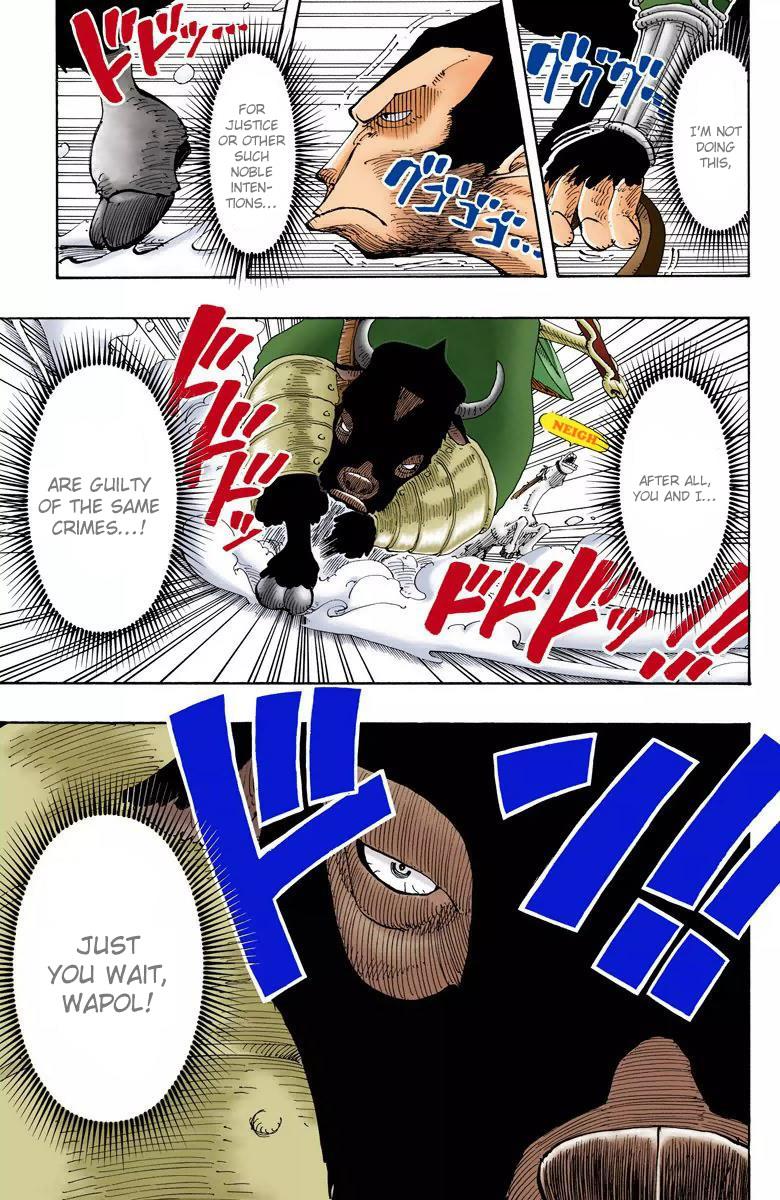 I'M NOT
DOING
THIS,
グググ…
FOR
JUSTICE
OR OTHER
SUCH
NOBLE
INTEN-
TIONS...
グゴゴゴ…
ドドッ…
AFTER ALL,
YOU AND I...
NEIGH
ARE GUILTY
OF THE SAME
CRIMES...!
ドドドッ
ドドドッ!!!
ドン!!
JUST
YOU WAIT,
WAPOL!